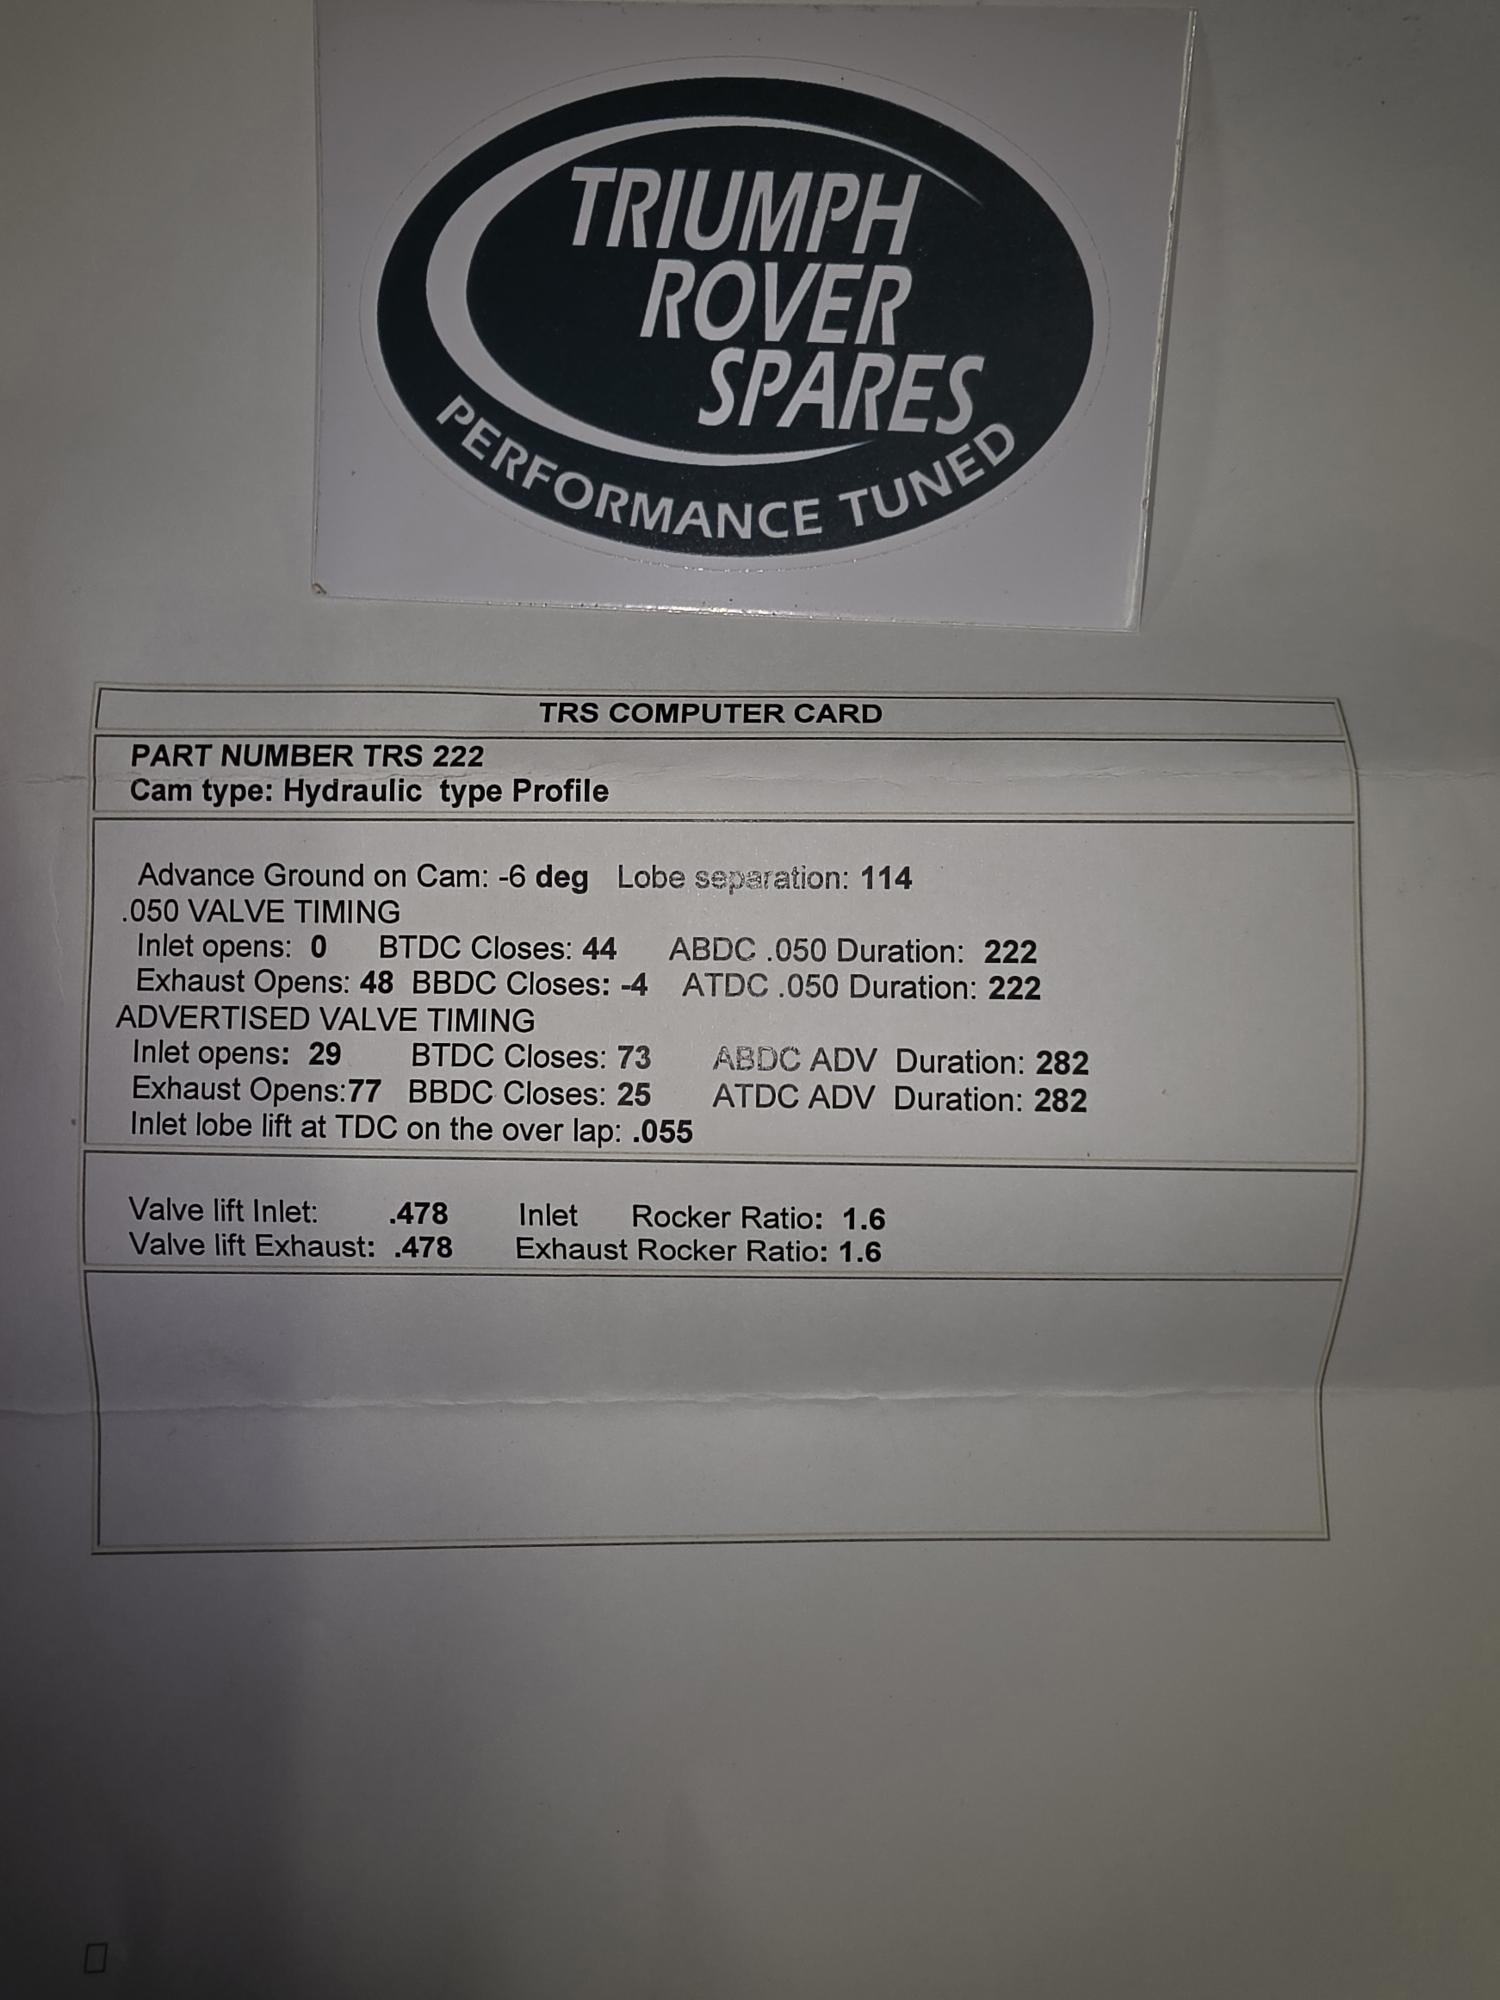 TRIUMPH
ROVER
SPARES
PERFORMANCE TUNED
TRS COMPUTER CARD
PART NUMBER TRS 222
Cam type: Hydraulic type Profile
Advance Ground on Cam: -6 deg Lobe separation: 114
.050 VALVE TIMING
Inlet opens: 0 BTDC Closes: 44 ABDC .050 Duration: 222
Exhaust Opens: 48 BBDC Closes: -4 ATDC .050 Duration: 222
ADVERTISED VALVE TIMING
Inlet opens: 29 BTDC Closes: 73 ABDC ADV Duration: 282
Exhaust Opens:77 BBDC Closes: 25 ATDC ADV Duration: 282
Inlet lobe lift at TDC on the over lap: .055
Valve lift Inlet: .478 Inlet Rocker Ratio: 1.6
Valve lift Exhaust: .478 Exhaust Rocker Ratio: 1.6